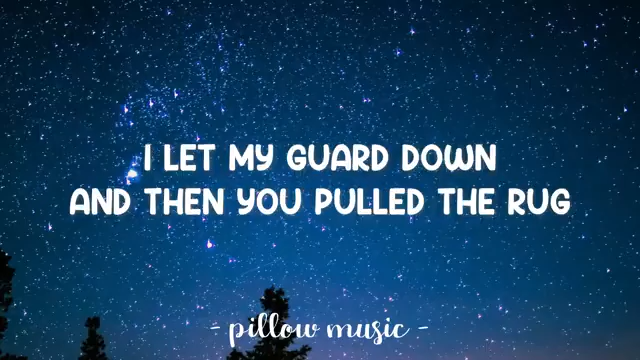 I LET MY GUARD DOWN
AND THEN YOU PULLED THE RUG
- pillow music -